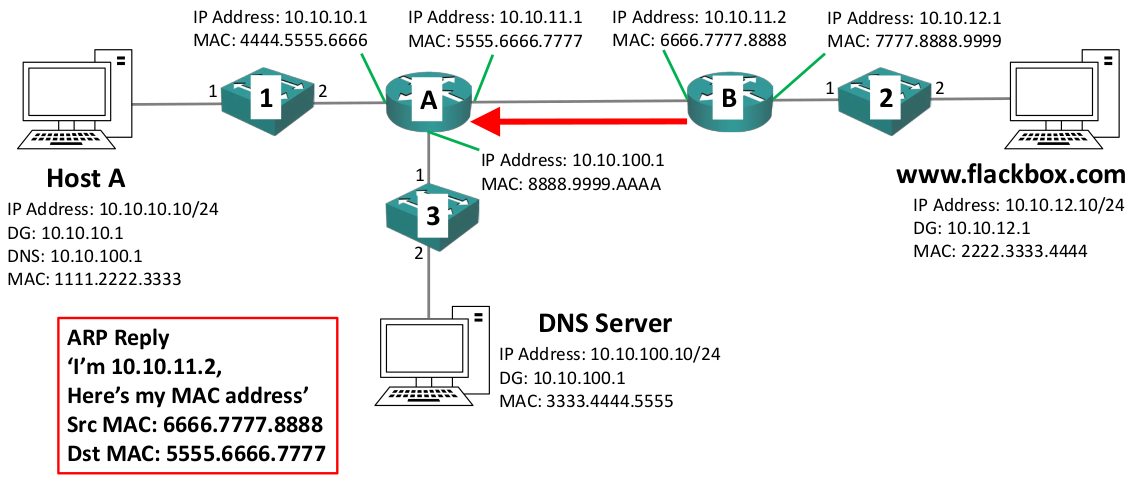 IP Address: 10.10.10.1
MAC: 4444.5555.6666
IP Address: 10.10.11.1
MAC: 5555.6666.7777
IP Address: 10.10.11.2
MAC: 6666.7777.8888
IP Address: 10.10.12.1
MAC: 7777.8888.9999
1
1
2
A
B
1
2
2
Host A
IP Address: 10.10.10.10/24
DG: 10.10.10.1
DNS: 10.10.100.1
MAC: 1111.2222.3333
IP Address: 10.10.100.1
MAC: 8888.9999.AAAA
www.flackbox.com
IP Address: 10.10.12.10/24
DG: 10.10.12.1
MAC: 2222.3333.4444
1
3
2
DNS Server
IP Address: 10.10.100.10/24
DG: 10.10.100.1
MAC: 3333.4444.5555
ARP Reply
‘I’m 10.10.11.2,
Here’s my MAC address’
Src MAC: 6666.7777.8888
Dst MAC: 5555.6666.7777